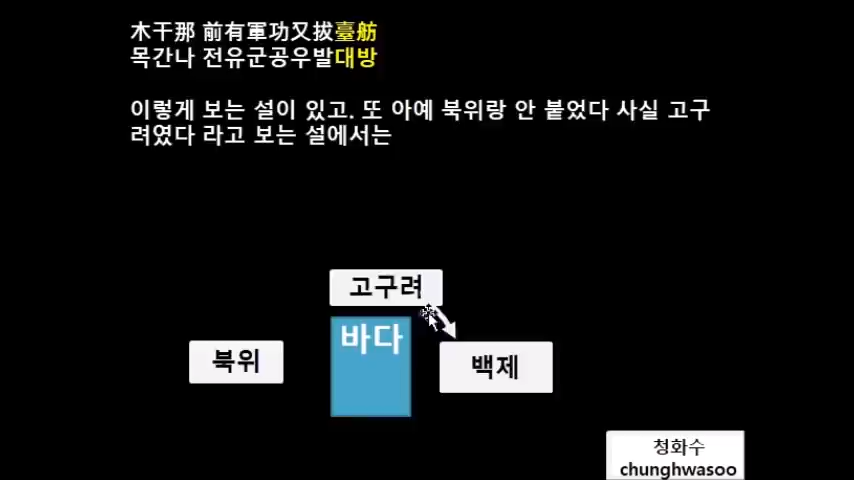 木干那 前有軍功又拔臺舫
목간나 전유군공우발대방
이렇게 보는 설이 있고. 또 아예 북위랑 안 붙었다 사실 고구
려였다 라고 보는 설에서는
고구려
바다
북위
백제
청화수
chunghwasoo